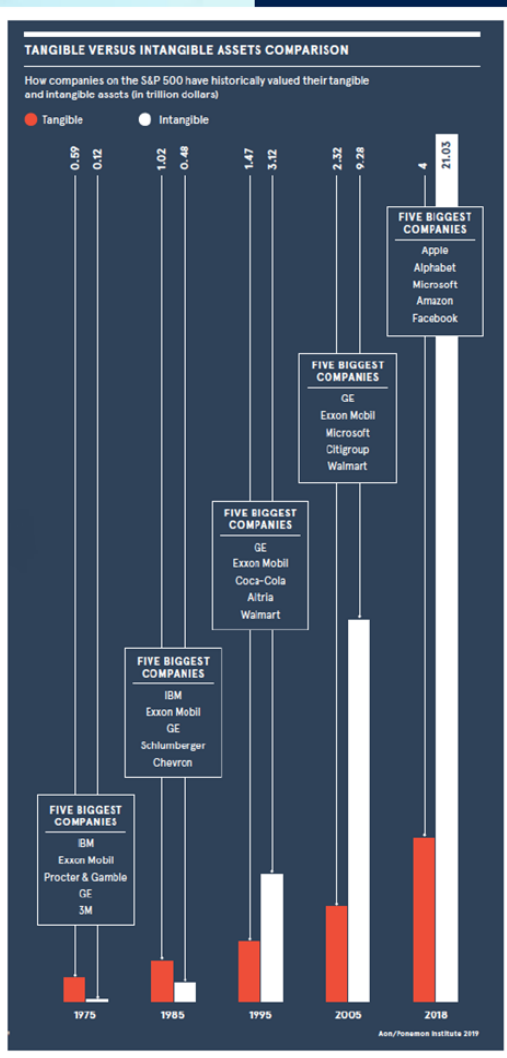 TANGIBLE VERSUS INTANGIBLE ASSETS COMPARISON
How companies on the S&P 500 have historically valued their tangible
and intangible assets (in trillion dollars)
Tangible
Intangible
0.59
0.12
1.02
0.48
1.47
3.12
2.32
9.28
4
21.03
FIVE BIGGEST
COMPANIES
Apple
Alphabet
Microsoft
Amazon
Facebook
FIVE BIGGEST
COMPANIES
GE
Exxon Mobil
Microsoft
Citigroup
Walmart
FIVE BIGGEST
COMPANIES
GE
Exxon Mobil
Coca-Cola
Altria
Walmart
FIVE BIGGEST
COMPANIES
IBM
Exxon Mobil
GE
Schlumberger
Chevron
FIVE BIGGEST
COMPANIES
IBM
Exxon Mobil
Procter & Gamble
GE
3M
1975
1985
1995
2005
2018
Aon/Ponemon Institute 2019